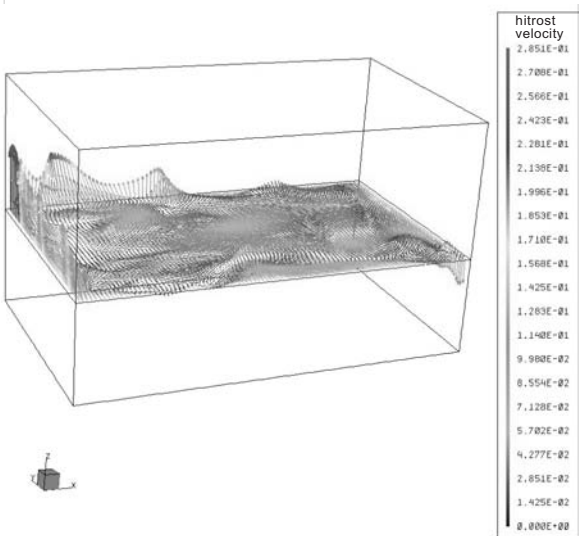 hitrost
velocity
2.851E-01
2.708E-01
2.566E-01
2.423E-01
2.281E-01
2.138E-01
1.996E-01
1.853E-01
1.710E-01
1.568E-01
1.425E-01
1.283E-01
1.140E-01
9.980E-02
8.554E-02
7.128E-02
5.702E-02
4.277E-02
2.851E-02
1.425E-02
0.000E+00
Z
Y
X